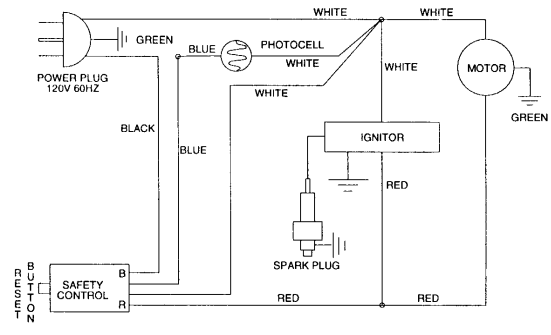 WHITE
WHITE
GREEN
BLUE
PHOTOCELL
WHITE
WHITE
MOTOR
POWER PLUG
120V 60HZ
WHITE
GREEN
BLACK
BLUE
IGNITOR
RED
SPARK PLUG
RESET
BUTTON
SAFETY
CONTROL
B
R
RED
RED